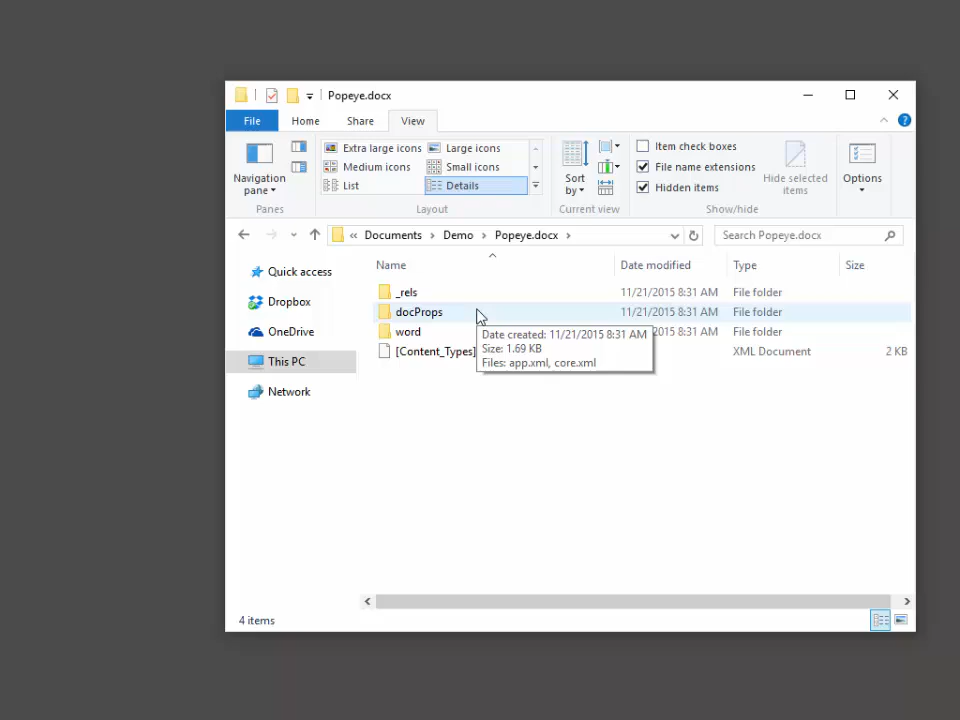 Popeye.docx
File Home Share View
Extra large icons Large icons
Medium icons Small icons
List Details
Navigation pane
Panes
Layout
Sort by
Current view
Item check boxes
File name extensions
Hidden items
Hide selected items
Show/hide
Options
« Documents › Demo › Popeye.docx ›
Search Popeye.docx
Quick access
Dropbox
OneDrive
This PC
Network
Name Date modified Type Size
_rels 11/21/2015 8:31 AM File folder
docProps 11/21/2015 8:31 AM File folder
word 2015 8:31 AM File folder
[Content_Types] XML Document 2 KB
Date created: 11/21/2015 8:31 AM
Size: 1.69 KB
Files: app.xml, core.xml
4 items